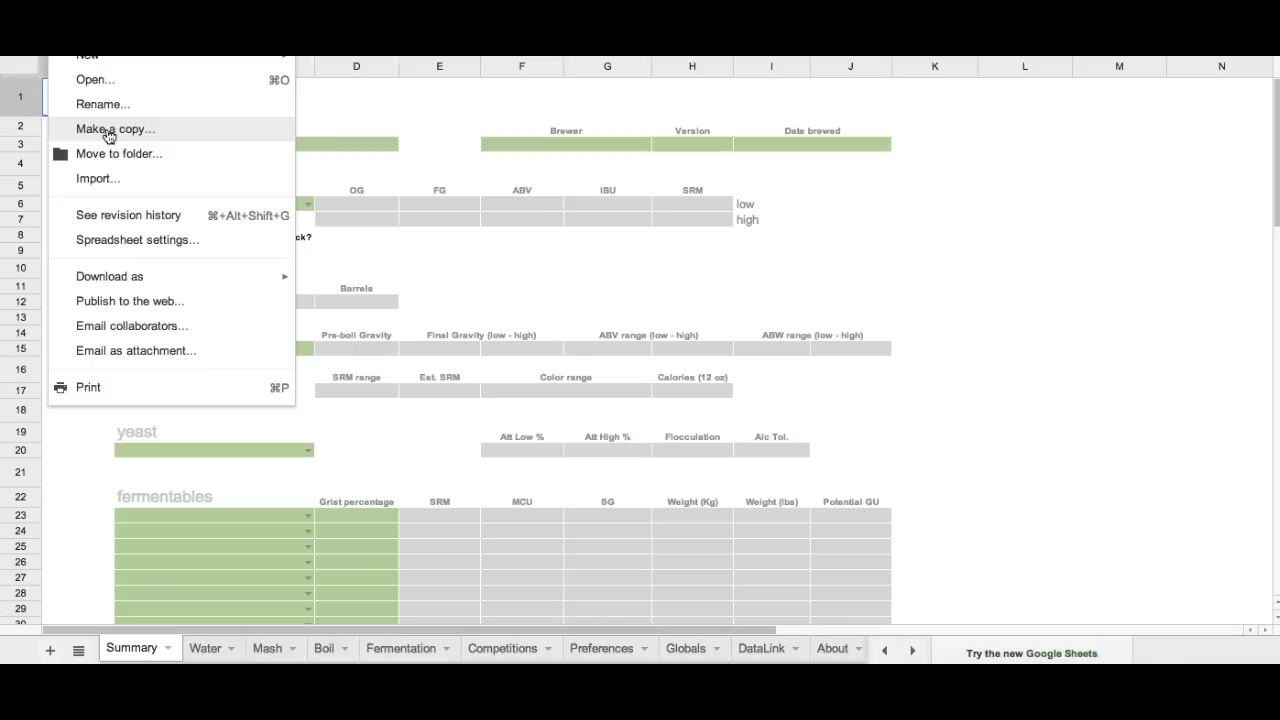 D E F G H I J K L M N
New
Open... ⌘O
1
Rename...
Make a copy...
2 Brewer Version Date brewed
3
Move to folder...
4
Import...
5 OG FG ABV IBU SRM
6 low
See revision history ⌘+Alt+Shift+G
7 high
8 ck?
Spreadsheet settings...
9
10
Download as
11 Barrels
12
Publish to the web...
13
Email collaborators...
14 Pre-boil Gravity Final Gravity (low - high) ABV range (low - high) ABW range (low - high)
15
Email as attachment...
16
SRM range Est. SRM Color range Calories (12 oz)
Print ⌘P
17
18
19 yeast Att Low % Att High % Flocculation Alc Tol.
20
21
22 fermentables Grist percentage SRM MCU SG Weight (Kg) Weight (lbs) Potential GU
23
24
25
26
27
28
29
30
Summary Water Mash Boil Fermentation Competitions Preferences Globals DataLink About Try the new Google Sheets